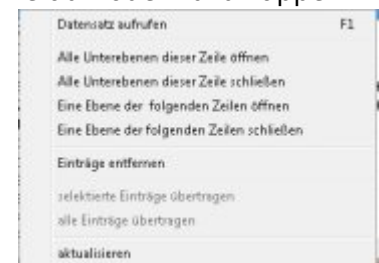 Datensatz aufrufen F1
Alle Unterebenen dieser Zeile öffnen
Alle Unterebenen dieser Zeile schließen
Eine Ebene der folgenden Zeilen öffnen
Eine Ebene der folgenden Zeilen schließen
Einträge entfernen
selektierte Einträge übertragen
alle Einträge übertragen
aktualisieren